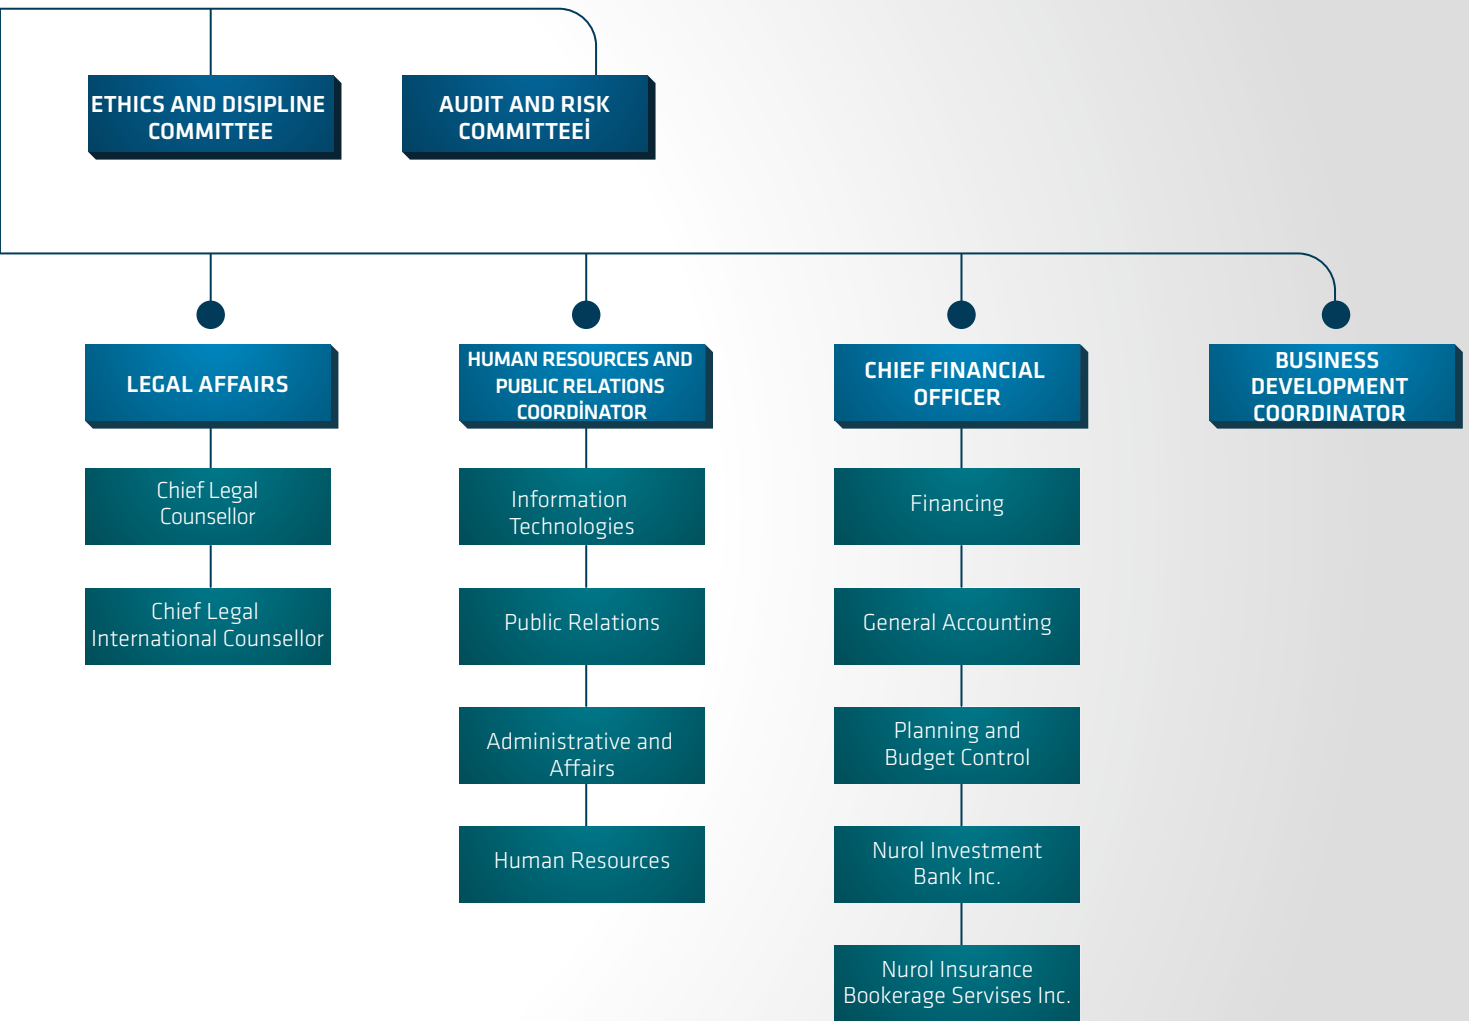 ETHICS AND DISIPLINE
COMMITTEE
AUDIT AND RISK
COMMITTEEİ
LEGAL AFFAIRS
Chief Legal
Counsellor
Chief Legal
International Counsellor
HUMAN RESOURCES AND
PUBLIC RELATIONS
COORDİNATOR
Information
Technologies
Public Relations
Administrative and
Affairs
Human Resources
CHIEF FINANCIAL
OFFICER
Financing
General Accounting
Planning and
Budget Control
Nurol Investment
Bank Inc.
Nurol Insurance
Bookerage Servises Inc.
BUSINESS
DEVELOPMENT
COORDINATOR